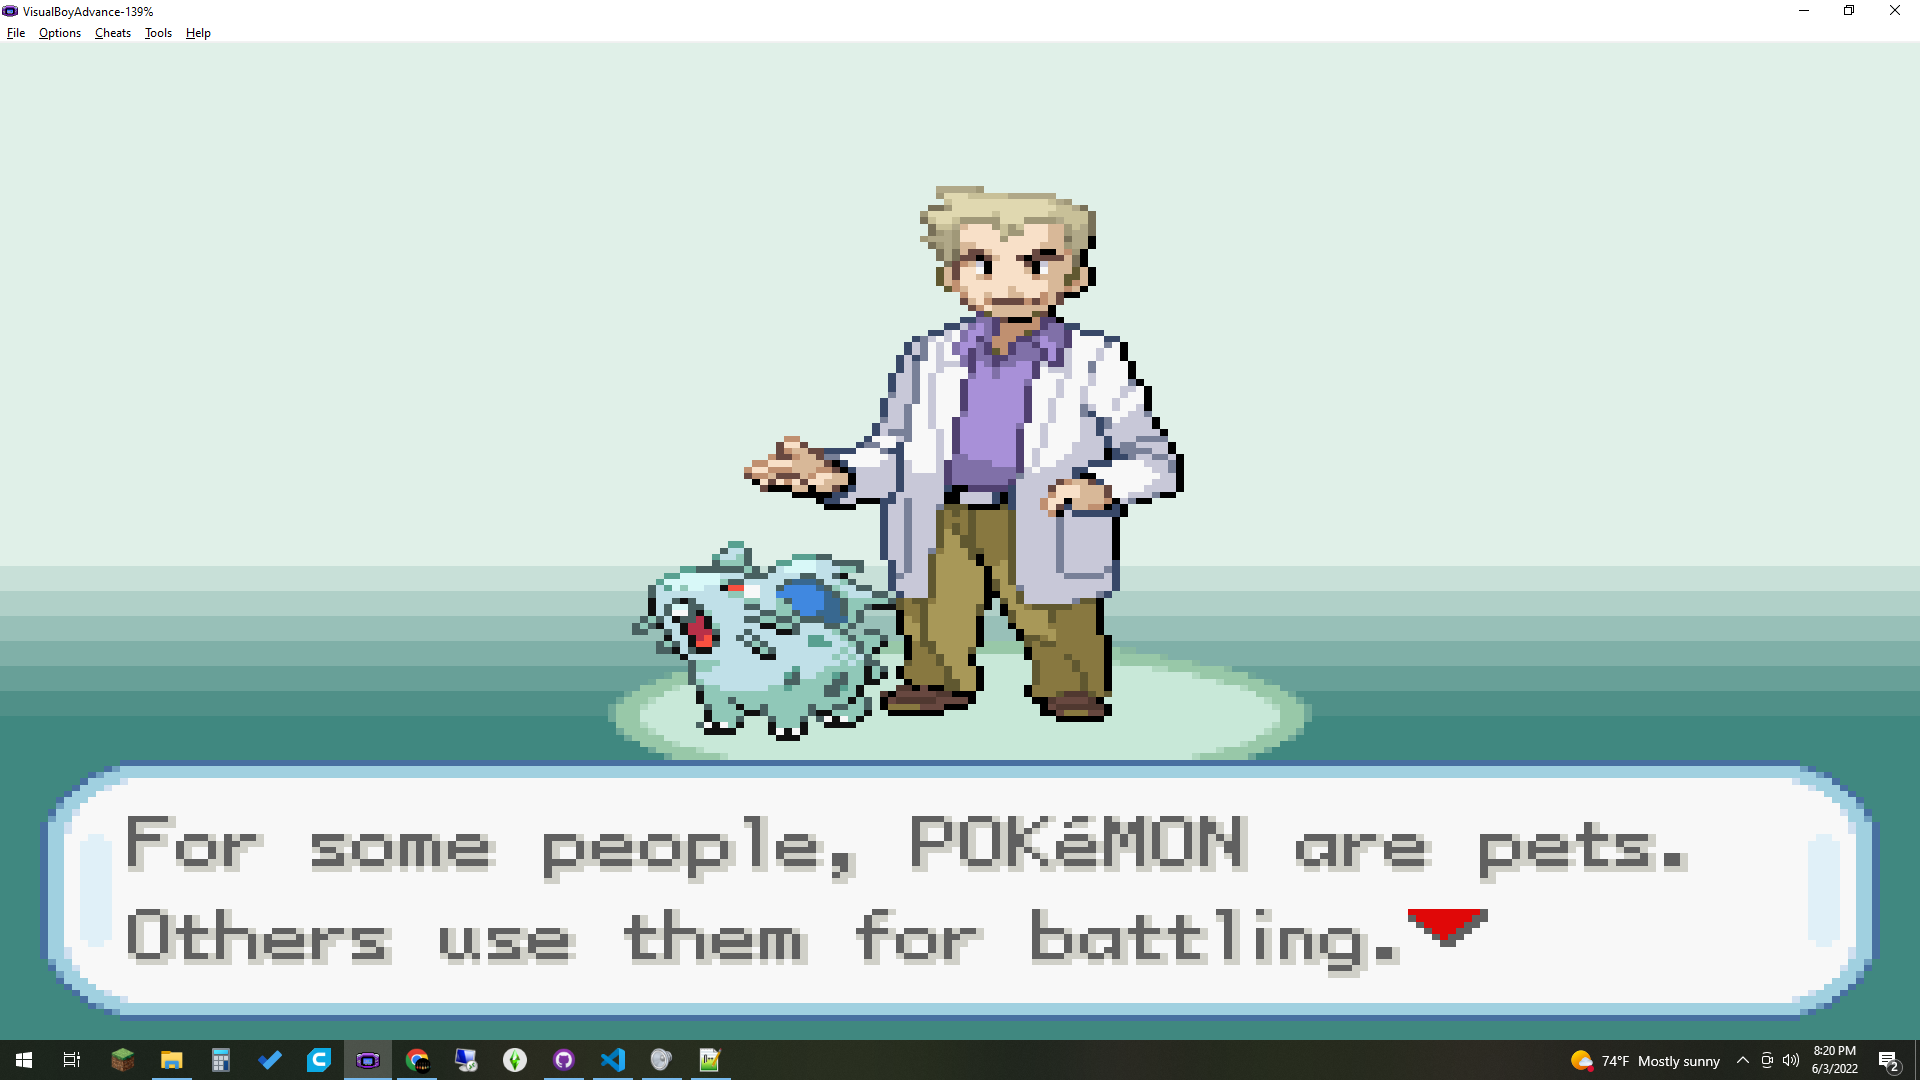 VisualBoyAdvance-139%
File Options Cheats Tools Help
For some people, POKéMON are pets.
Others use them for battling.
74°F Mostly sunny
8:20 PM
6/3/2022
2